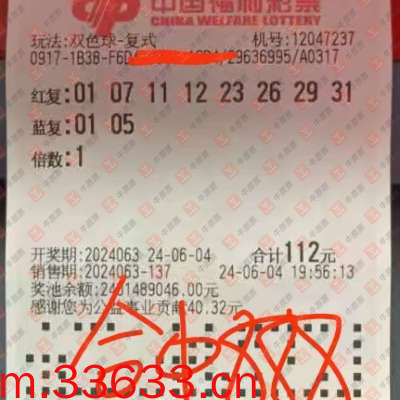 中国福利彩票
CHINA WELFARE LOTTERY
玩法:双色球-复式 机号:12047237
0917-1B38-F6D 29636995/A0317
红复:01 07 11 12 23 26 29 31
蓝复:01 05
倍数:1
开奖期:2024063 24-06-04 合计112元
销售期:2024063-137 24-06-04 19:56:13
奖池余额:2481489046.00元
感谢您为公益事业贡献40.32元
m.33633.cn